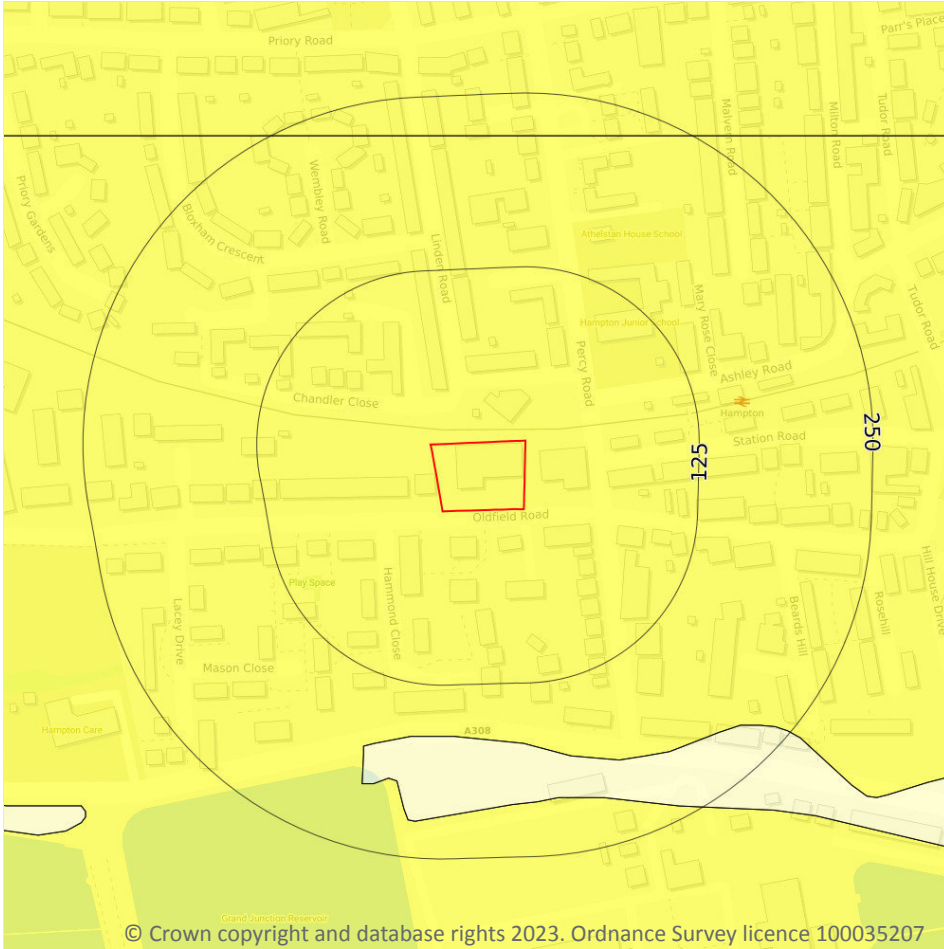 Priory Road
Parr's Place
Malvern Road
Milton Road
Tudor Road
Priory Gardens
Wembley Road
Bloxham Crescent
Linden Road
Athelstan House School
Mary Rose Close
Tudor Road
Hampton Junior School
Percy Road
Ashley Road
Chandler Close
Hampton
Station Road
250
125
Oldfield Road
Play Space
Hammond Close
Lacey Drive
Beards Hill
Rosehill
Hill House Drive
Mason Close
Hampton Care
A308
Grand Junction Reservoir
© Crown copyright and database rights 2023. Ordnance Survey licence 100035207